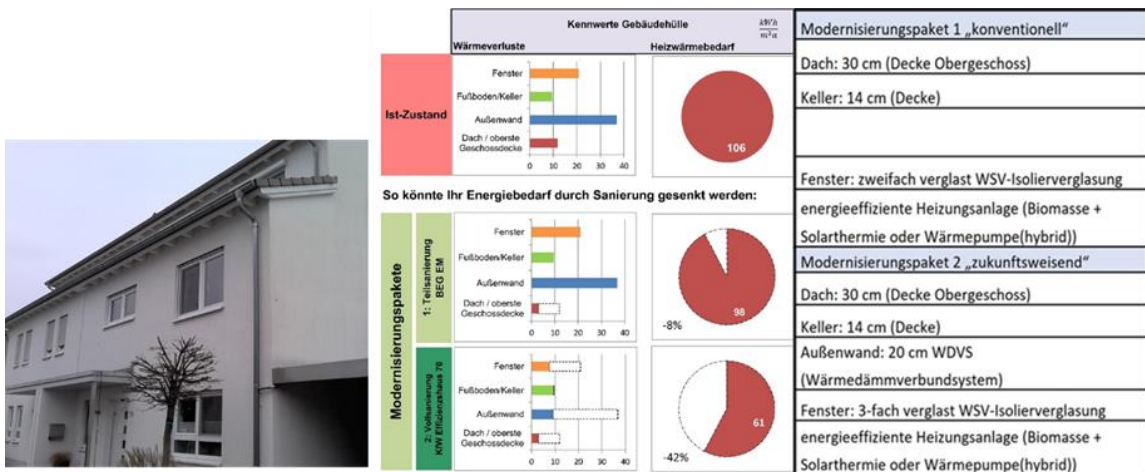 Kennwerte Gebäudehülle
kWh
m²a
Wärmeverluste
Heizwärmebedarf
Ist-Zustand
Fenster
Fußboden/Keller
Außenwand
Dach / oberste
Geschossdecke
0 10 20 30 40
106
So könnte Ihr Energiebedarf durch Sanierung gesenkt werden:
Modernisierungspakete
1: Teilsanierung
BEG EM
Fenster
Fußboden/Keller
Außenwand
Dach / oberste
Geschossdecke
0 10 20 30 40
98
-8%
2: Vollsanierung
KfW Effizienzhaus 70
Fenster
Fußboden/Keller
Außenwand
Dach / oberste
Geschossdecke
0 10 20 30 40
61
-42%
Modernisierungspaket 1 „konventionell“
Dach: 30 cm (Decke Obergeschoss)
Keller: 14 cm (Decke)
Fenster: zweifach verglast WSV-Isolierverglasung
energieeffiziente Heizungsanlage (Biomasse +
Solarthermie oder Wärmepumpe(hybrid))
Modernisierungspaket 2 „zukunftsweisend“
Dach: 30 cm (Decke Obergeschoss)
Keller: 14 cm (Decke)
Außenwand: 20 cm WDVS
(Wärmedämmverbundsystem)
Fenster: 3-fach verglast WSV-Isolierverglasung
energieeffiziente Heizungsanlage (Biomasse +
Solarthermie oder Wärmepumpe(hybrid))